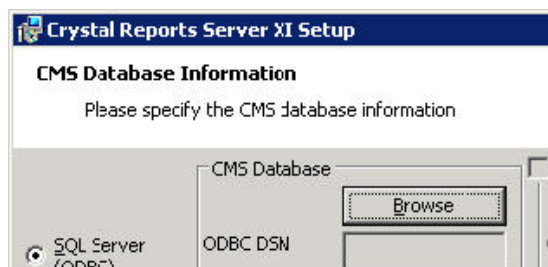 Crystal Reports Server XI Setup
CMS Database Information
Please specify the CMS database information
CMS Database
Browse
SQL Server ODBC DSN
(ODBC)